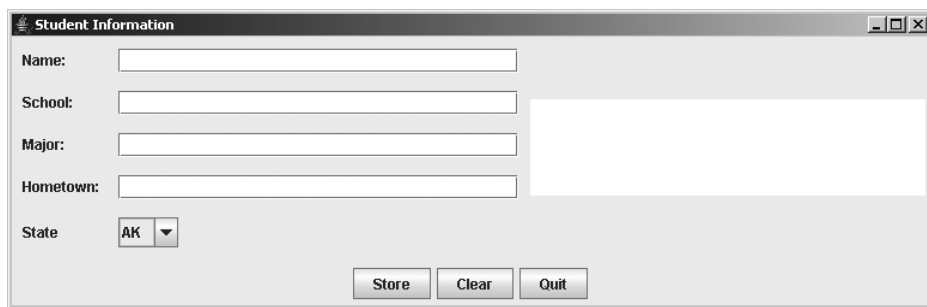 Student Information
Name:
School:
Major:
Hometown:
State AK
Store Clear Quit